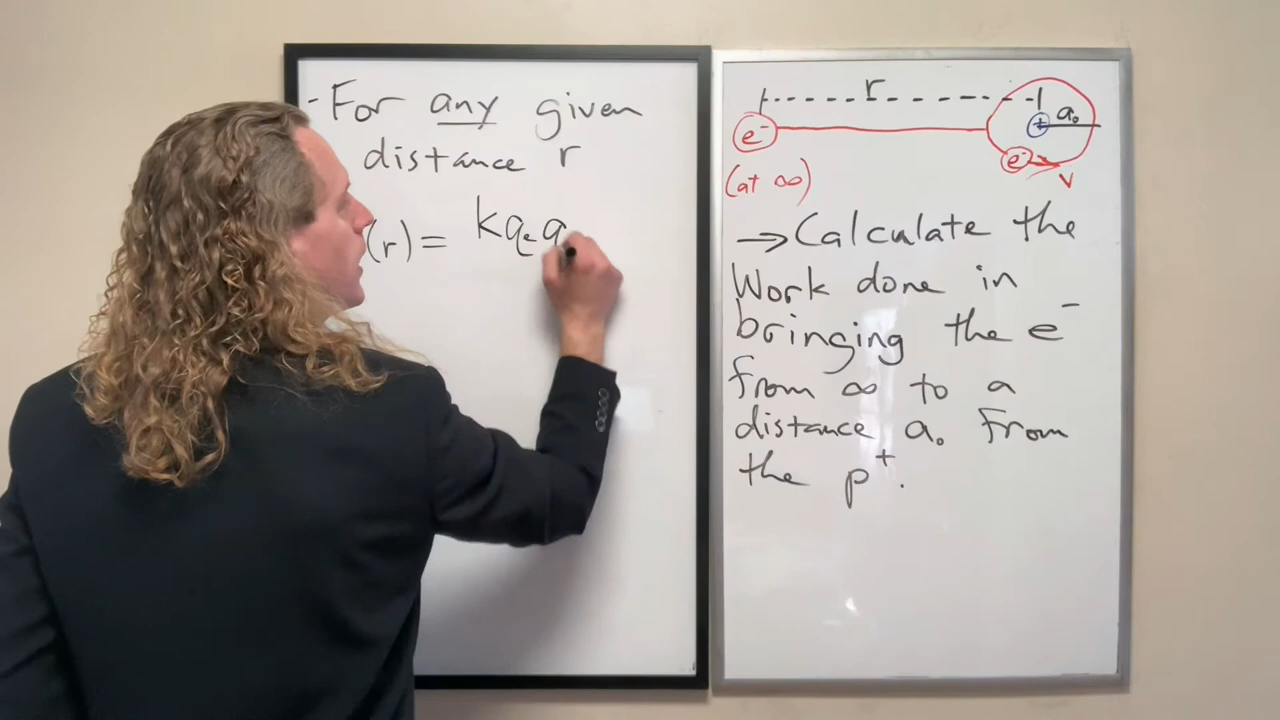 - For any given
distance r
(r) = kqₑq
r
+ a₀
e⁻
e⁻
(at ∞)
v
→ Calculate the
Work done in
bringing the e⁻
from ∞ to a
distance a₀ from
the p⁺.